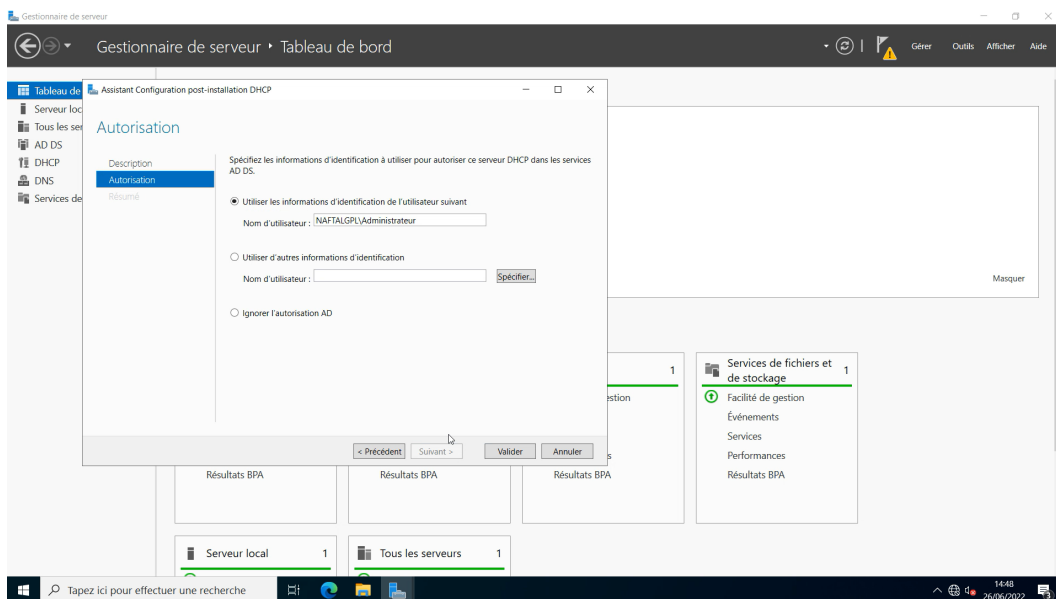 Gestionnaire de serveur
Gestionnaire de serveur ‣ Tableau de bord
Gérer Outils Afficher Aide
Tableau de
Serveur loc
Tous les ser
AD DS
DHCP
DNS
Services de
Assistant Configuration post-installation DHCP
Autorisation
Description
Autorisation
Résumé
Spécifiez les informations d'identification à utiliser pour autoriser ce serveur DHCP dans les services
AD DS.
Utiliser les informations d'identification de l'utilisateur suivant
Nom d'utilisateur : NAFTALGPL\Administrateur
Utiliser d'autres informations d'identification
Nom d'utilisateur : Spécifier...
Ignorer l'autorisation AD
< Précédent Suivant > Valider Annuler
Masquer
1
estion
s
Services de fichiers et
de stockage 1
Facilité de gestion
Événements
Services
Performances
Résultats BPA
Résultats BPA
Résultats BPA
Résultats BPA
Serveur local 1
Tous les serveurs 1
Tapez ici pour effectuer une recherche
14:48
26/06/2022
3